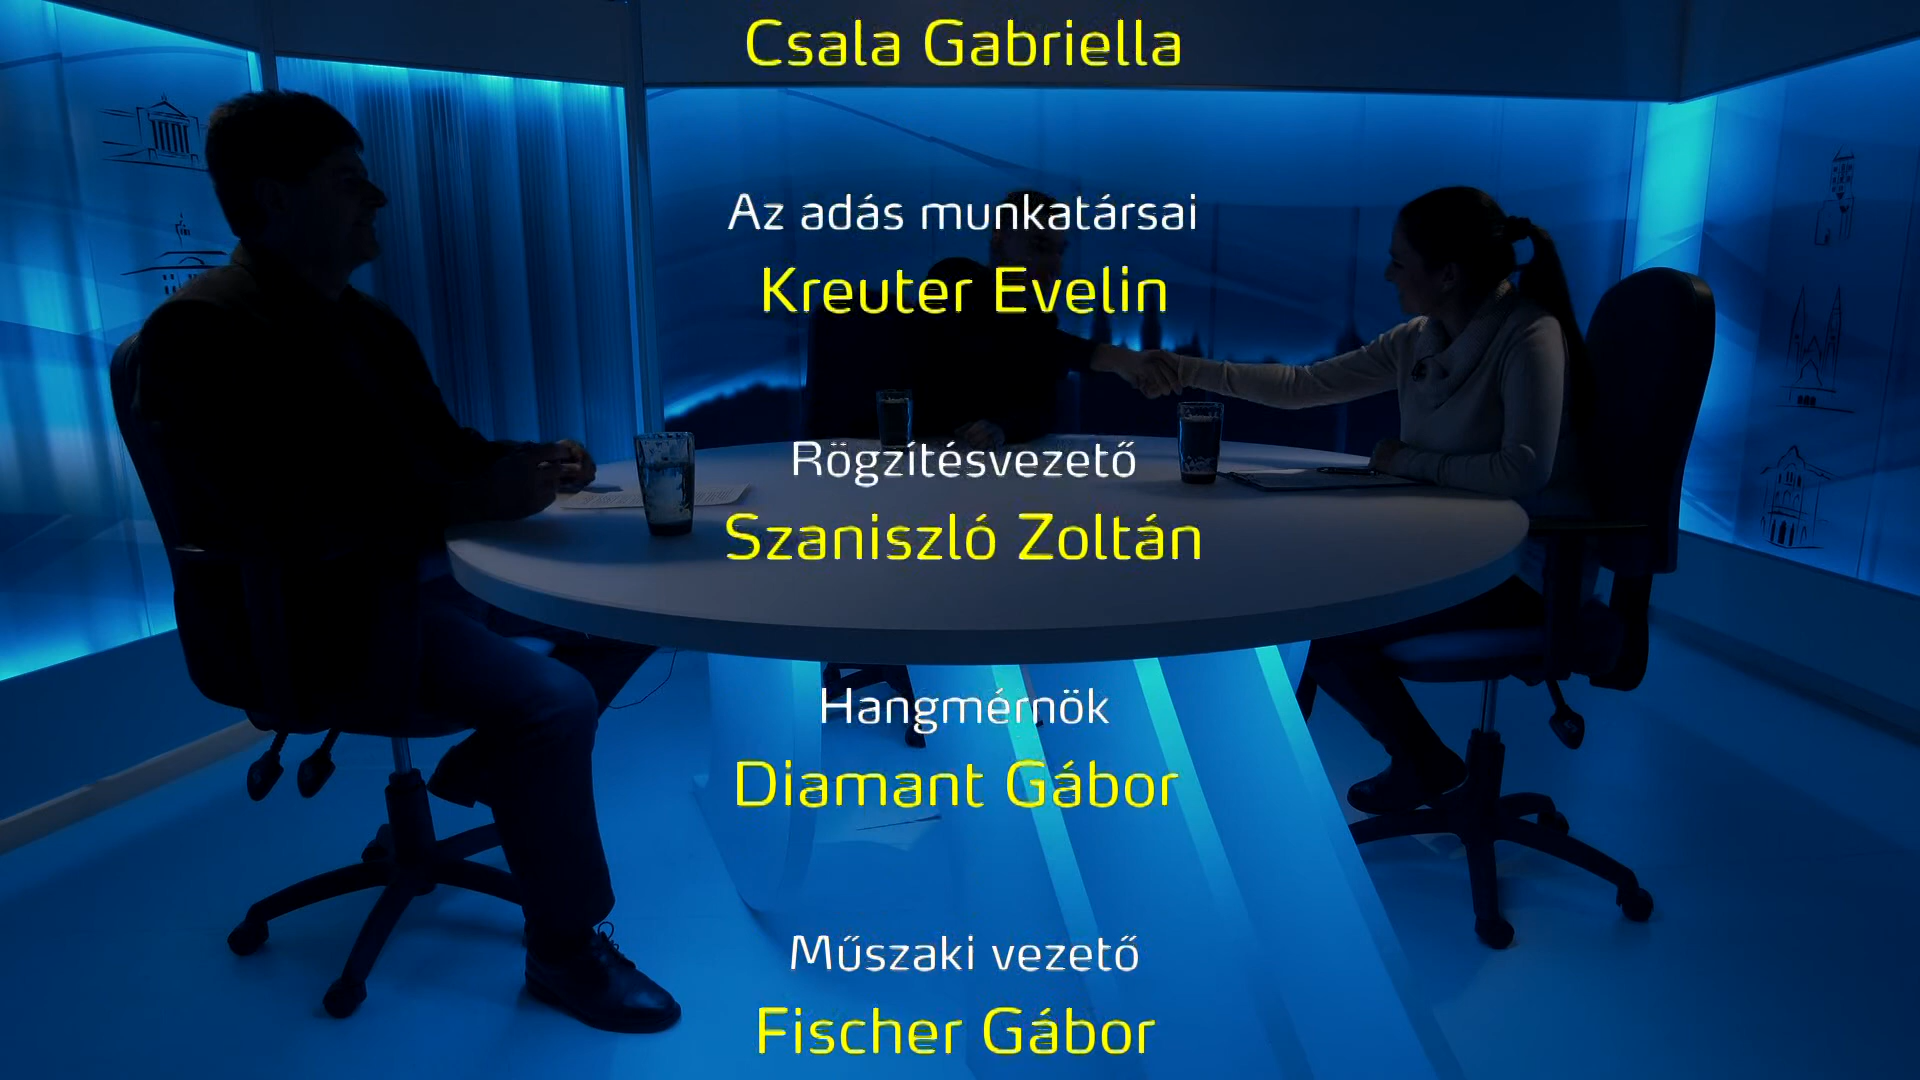 Csala Gabriella
Az adás munkatársai
Kreuter Evelin
Rögzítésvezető
Szaniszló Zoltán
Hangmérnök
Diamant Gábor
Műszaki vezető
Fischer Gábor